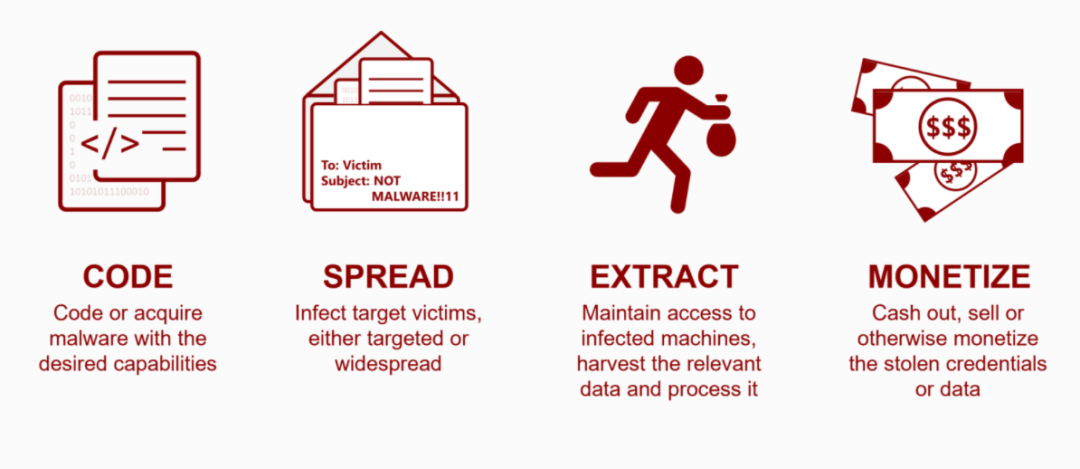 0010
1011
0
0
1
0
0101
10101011100010
</>
To: Victim
Subject: NOT
MALWARE!!11
$$$
$$$
CODE
Code or acquire
malware with the
desired capabilities
SPREAD
Infect target victims,
either targeted or
widespread
EXTRACT
Maintain access to
infected machines,
harvest the relevant
data and process it
MONETIZE
Cash out, sell or
otherwise monetize
the stolen credentials
or data